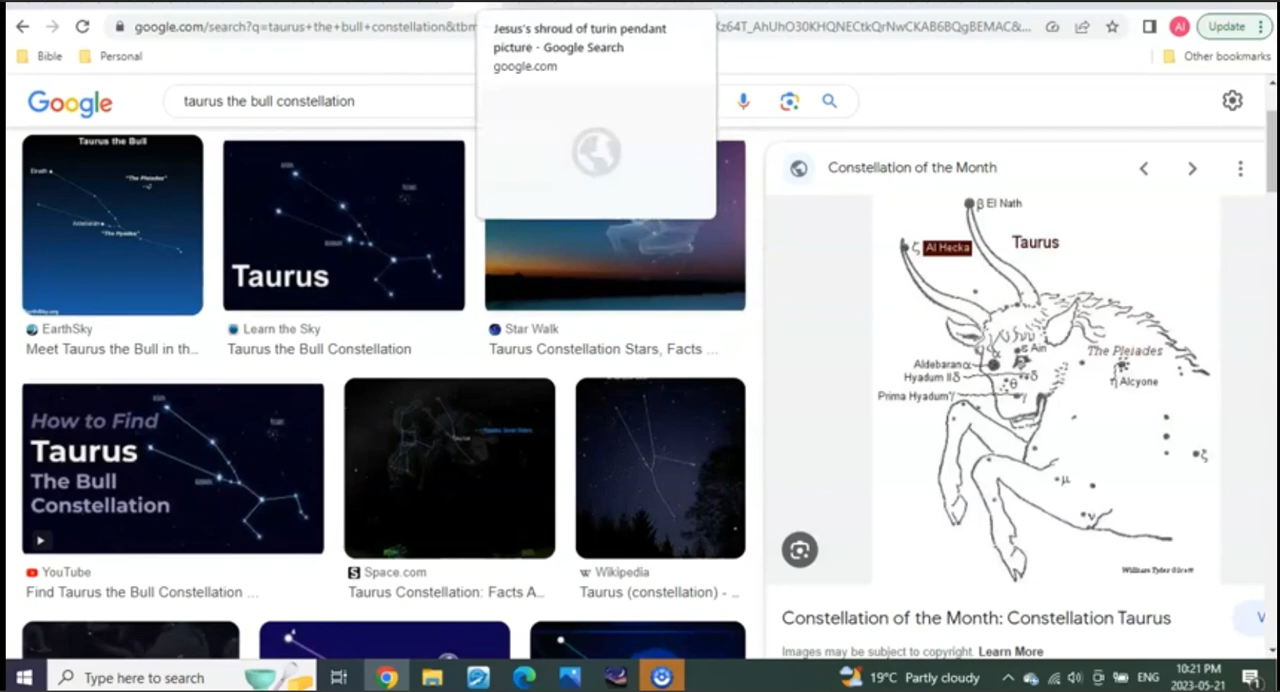 google.com/search?q=taurus+the+bull+constellation&tbm
Kz64T_AhUhO30KHQNECtkQrNwCKAB6BQgBEMAC&...
AI
Update
Bible
Personal
Other bookmarks
Jesus's shroud of turin pendant
picture - Google Search
google.com
Google
taurus the bull constellation
Taurus the Bull
Elnath
"The Pleiades"
Aldebaran
"The Hyades"
EarthSky
Meet Taurus the Bull in th...
Taurus
Learn the Sky
Taurus the Bull Constellation
Star Walk
Taurus Constellation Stars, Facts ...
How to Find
Taurus
The Bull
Constellation
YouTube
Find Taurus the Bull Constellation ...
Space.com
Taurus Constellation: Facts A...
W Wikipedia
Taurus (constellation) - ...
Constellation of the Month
β El Nath
ζ Al Hecka
Taurus
ε Ain
The Pleiades
Aldebaran α
Hyadum II δ
θ
δ
η Alcyone
Prima Hyadum γ
γ
ξ
μ
ν
Constellation of the Month: Constellation Taurus
V
Images may be subject to copyright. Learn More
Type here to search
19°C Partly cloudy
ENG
10:21 PM
2023-05-21
1